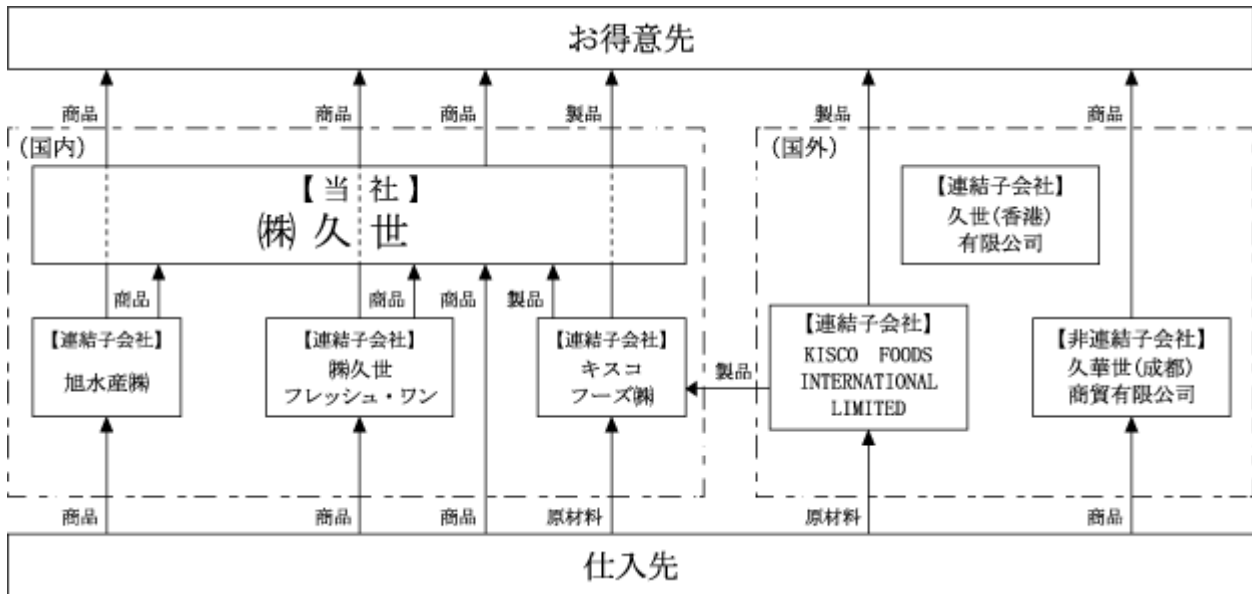 お得意先
商品
商品
商品
製品
製品
商品
(国内)
(国外)
【当 社】
㈱ 久 世
【連結子会社】
久世(香港)
有限公司
商品
商品
商品
製品
【連結子会社】
旭水産㈱
【連結子会社】
㈱久世
フレッシュ・ワン
【連結子会社】
キスコ
フーズ㈱
製品
【連結子会社】
KISCO FOODS
INTERNATIONAL
LIMITED
【非連結子会社】
久華世(成都)
商貿有限公司
商品
商品
商品
原材料
原材料
商品
仕入先